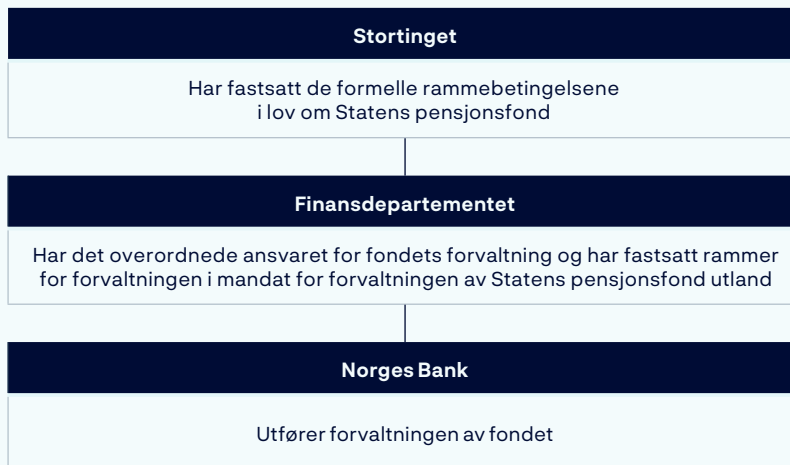 Stortinget
Har fastsatt de formelle rammebetingelsene
i lov om Statens pensjonsfond
Finansdepartementet
Har det overordnede ansvaret for fondets forvaltning og har fastsatt rammer
for forvaltningen i mandat for forvaltningen av Statens pensjonsfond utland
Norges Bank
Utfører forvaltningen av fondet